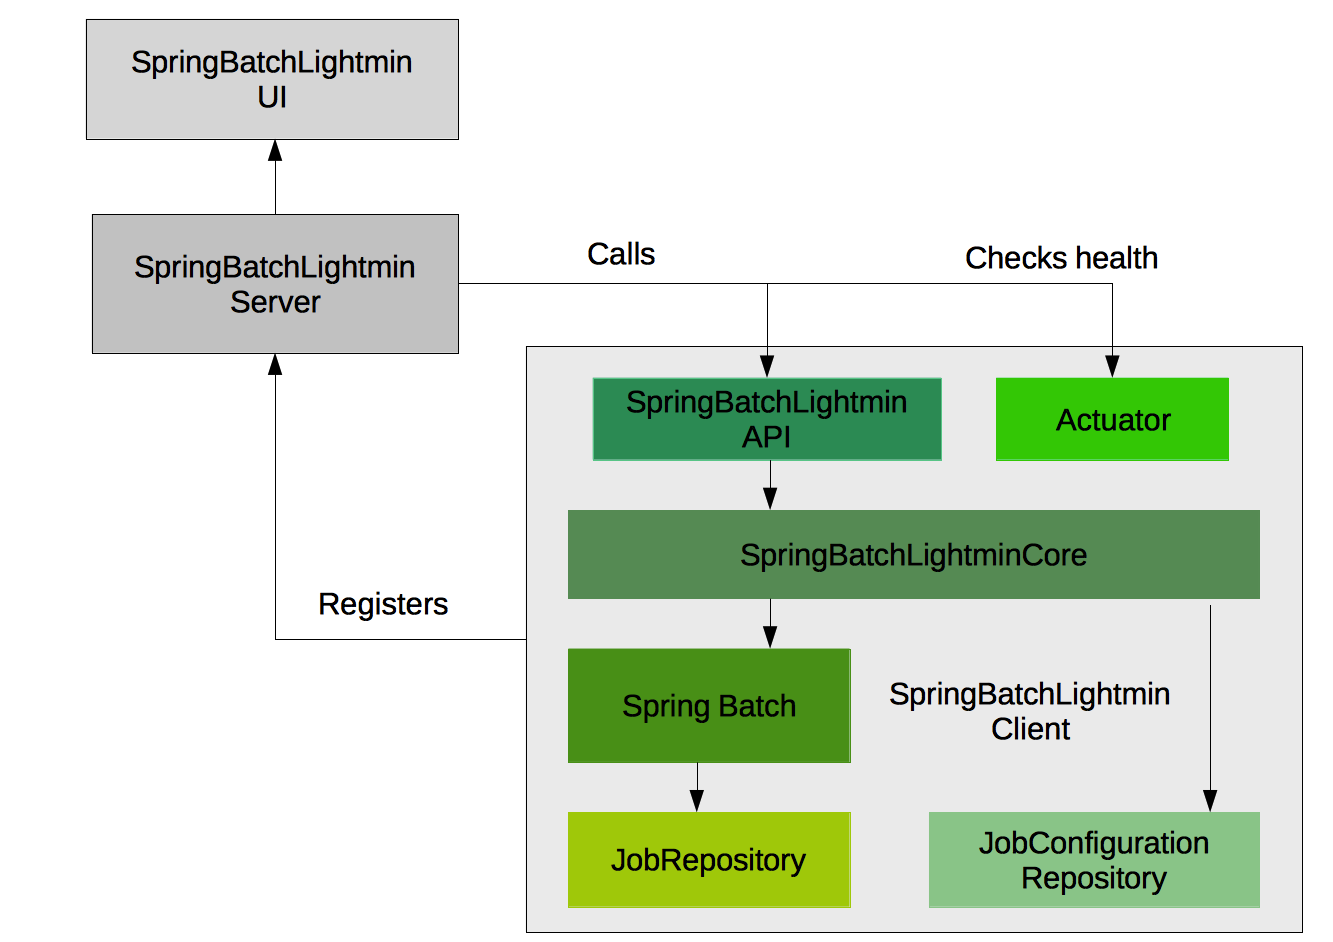 SpringBatchLightmin
UI
SpringBatchLightmin
Server
Calls
Checks health
SpringBatchLightmin
API
Actuator
SpringBatchLightminCore
Registers
Spring Batch
SpringBatchLightmin
Client
JobRepository
JobConfiguration
Repository